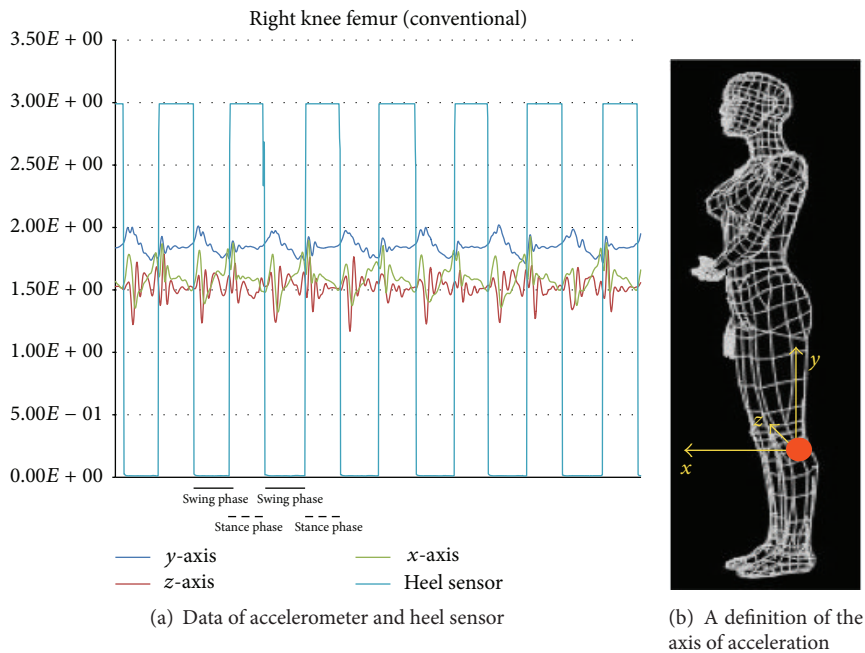 Right knee femur (conventional)
3.50E + 00
3.00E + 00
2.50E + 00
2.00E + 00
1.50E + 00
1.00E + 00
5.00E − 01
0.00E + 00
Swing phase Swing phase
Stance phase Stance phase
y-axis x-axis
z-axis Heel sensor
(a) Data of accelerometer and heel sensor
y
z
x
(b) A definition of the
axis of acceleration